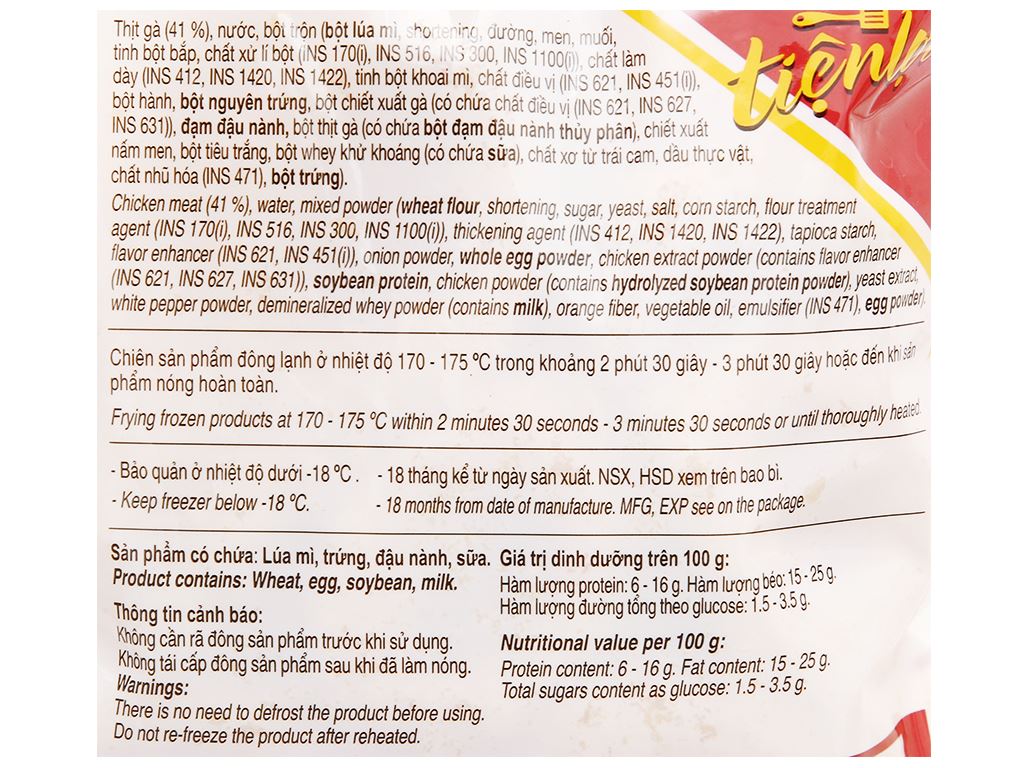 Thịt gà (41 %), nước, bột trộn (bột lúa mì, shortening, đường, men, muối,
tinh bột bắp, chất xử lí bột (INS 170(i), INS 516, INS 300, INS 1100(i)), chất làm
dày (INS 412, INS 1420, INS 1422), tinh bột khoai mì, chất điều vị (INS 621, INS 451(i)),
bột hành, bột nguyên trứng, bột chiết xuất gà (có chứa chất điều vị (INS 621, INS 627,
INS 631)), đạm đậu nành, bột thịt gà (có chứa bột đạm đậu nành thủy phân), chiết xuất
nấm men, bột tiêu trắng, bột whey khử khoáng (có chứa sữa), chất xơ từ trái cam, dầu thực vật,
chất nhũ hóa (INS 471), bột trứng).
Chicken meat (41 %), water, mixed powder (wheat flour, shortening, sugar, yeast, salt, corn starch, flour treatment
agent (INS 170(i), INS 516, INS 300, INS 1100(i)), thickening agent (INS 412, INS 1420, INS 1422), tapioca starch,
flavor enhancer (INS 621, INS 451(i)), onion powder, whole egg powder, chicken extract powder (contains flavor enhancer
(INS 621, INS 627, INS 631)), soybean protein, chicken powder (contains hydrolyzed soybean protein powder), yeast extract,
white pepper powder, demineralized whey powder (contains milk), orange fiber, vegetable oil, emulsifier (INS 471), egg powder).
tiện
Chiên sản phẩm đông lạnh ở nhiệt độ 170 - 175 ºC trong khoảng 2 phút 30 giây - 3 phút 30 giây hoặc đến khi sản
phẩm nóng hoàn toàn.
Frying frozen products at 170 - 175 ºC within 2 minutes 30 seconds - 3 minutes 30 seconds or until thoroughly heated.
- Bảo quản ở nhiệt độ dưới -18 ºC . - 18 tháng kể từ ngày sản xuất. NSX, HSD xem trên bao bì.
- Keep freezer below -18 ºC. - 18 months from date of manufacture. MFG, EXP see on the package.
Sản phẩm có chứa: Lúa mì, trứng, đậu nành, sữa.
Product contains: Wheat, egg, soybean, milk.
Thông tin cảnh báo:
Không cần rã đông sản phẩm trước khi sử dụng.
Không tái cấp đông sản phẩm sau khi đã làm nóng.
Warnings:
There is no need to defrost the product before using.
Do not re-freeze the product after reheated.
Giá trị dinh dưỡng trên 100 g:
Hàm lượng protein: 6 - 16 g. Hàm lượng béo: 15 - 25 g.
Hàm lượng đường tổng theo glucose: 1.5 - 3.5 g.
Nutritional value per 100 g:
Protein content: 6 - 16 g. Fat content: 15 - 25 g.
Total sugars content as glucose: 1.5 - 3.5 g.